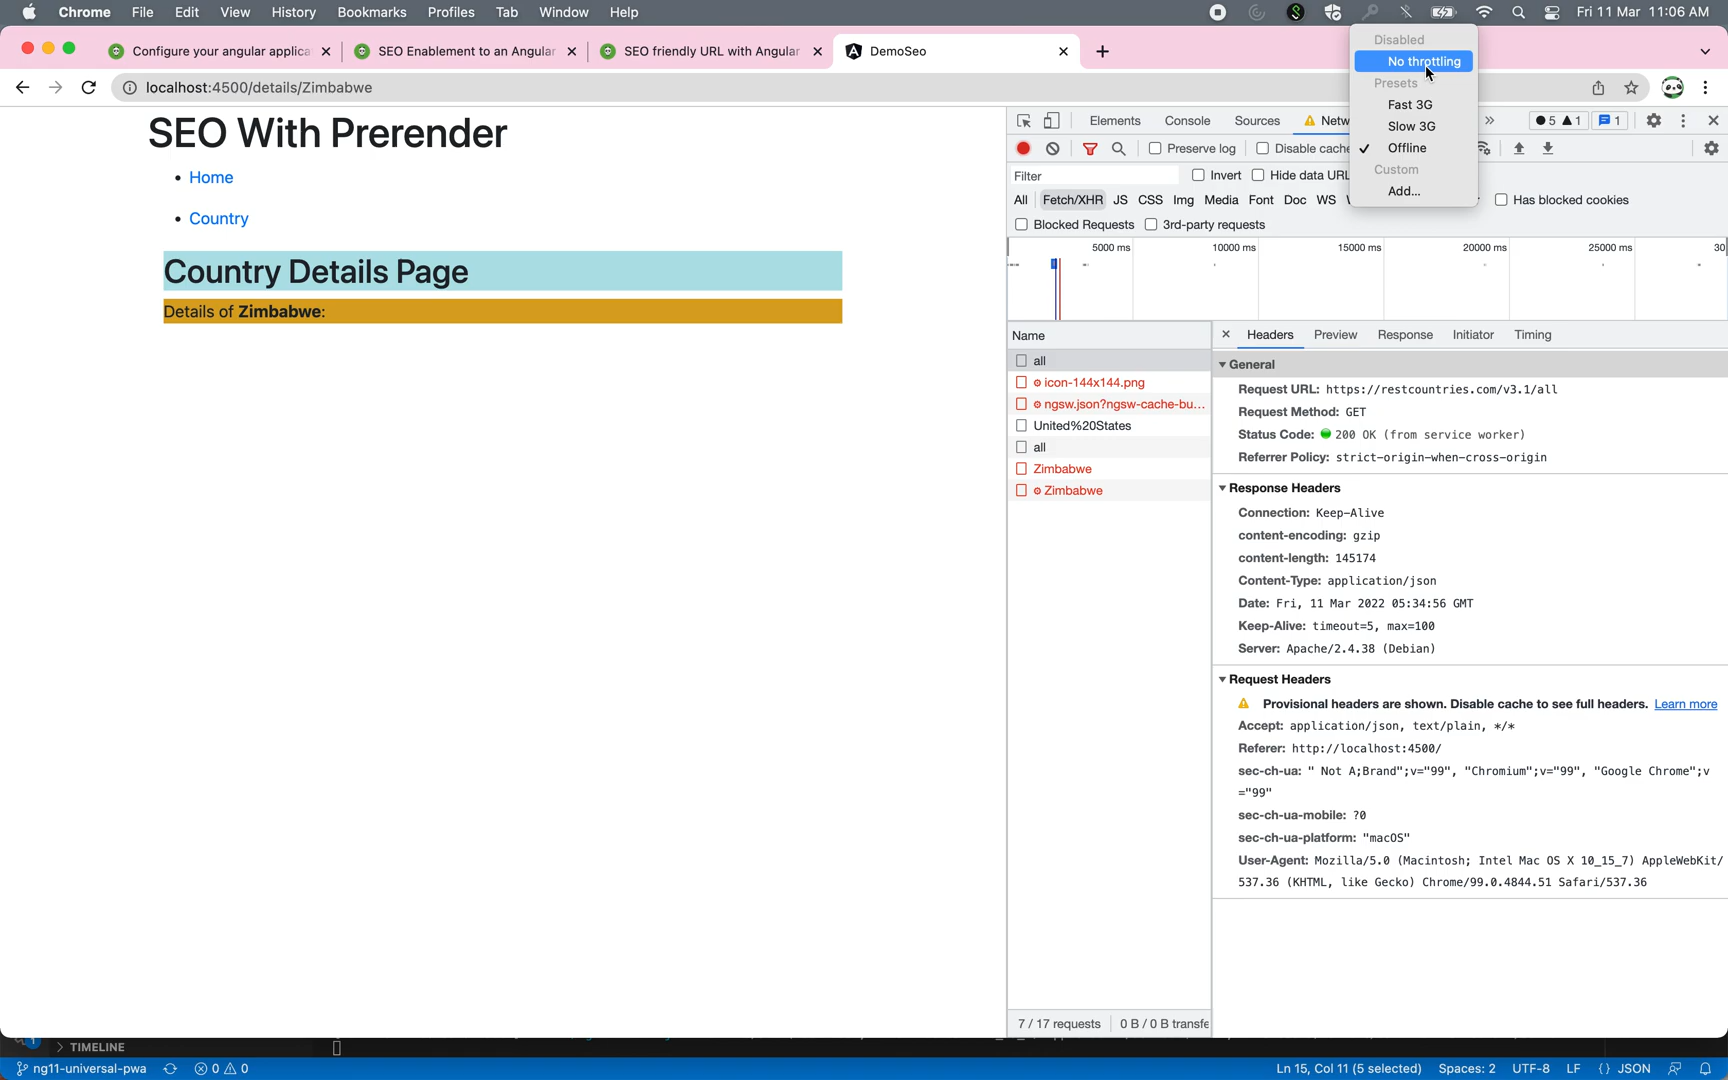 Chrome File Edit View History Bookmarks Profiles Tab Window Help Fri 11 Mar 11:06 AM
Configure your angular applica SEO Enablement to an Angular SEO friendly URL with Angular DemoSeo
localhost:4500/details/Zimbabwe
Disabled
No throttling
Presets
Fast 3G
Slow 3G
Offline
Custom
Add...
SEO With Prerender
Home
Country
Country Details Page
Details of Zimbabwe:
Elements Console Sources Netw 5 1 1
Preserve log Disable cache
Filter Invert Hide data URL
All Fetch/XHR JS CSS Img Media Font Doc WS Has blocked cookies
Blocked Requests 3rd-party requests
5000 ms 10000 ms 15000 ms 20000 ms 25000 ms 30
Name
all
icon-144x144.png
ngsw.json?ngsw-cache-bu...
United%20States
all
Zimbabwe
Zimbabwe
7 / 17 requests 0 B / 0 B transfe
Headers Preview Response Initiator Timing
General
Request URL: https://restcountries.com/v3.1/all
Request Method: GET
Status Code: 200 OK (from service worker)
Referrer Policy: strict-origin-when-cross-origin
Response Headers
Connection: Keep-Alive
content-encoding: gzip
content-length: 145174
Content-Type: application/json
Date: Fri, 11 Mar 2022 05:34:56 GMT
Keep-Alive: timeout=5, max=100
Server: Apache/2.4.38 (Debian)
Request Headers
Provisional headers are shown. Disable cache to see full headers. Learn more
Accept: application/json, text/plain, */*
Referer: http://localhost:4500/
sec-ch-ua: " Not A;Brand";v="99", "Chromium";v="99", "Google Chrome";v
="99"
sec-ch-ua-mobile: ?0
sec-ch-ua-platform: "macOS"
User-Agent: Mozilla/5.0 (Macintosh; Intel Mac OS X 10_15_7) AppleWebKit/
537.36 (KHTML, like Gecko) Chrome/99.0.4844.51 Safari/537.36
1 TIMELINE
ng11-universal-pwa 0 0 Ln 15, Col 11 (5 selected) Spaces: 2 UTF-8 LF {} JSON